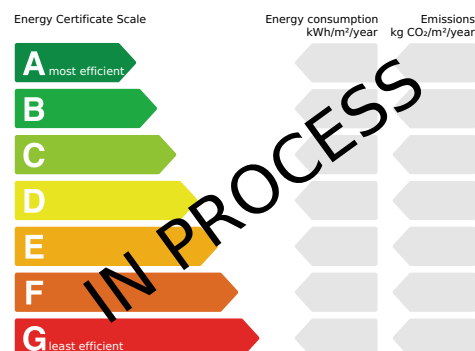 Energy Certificate Scale
Energy consumption
kWh/m²/year
Emissions
kg CO₂/m²/year
A most efficient
B
C
D
E
F
G least efficient
IN PROCESS